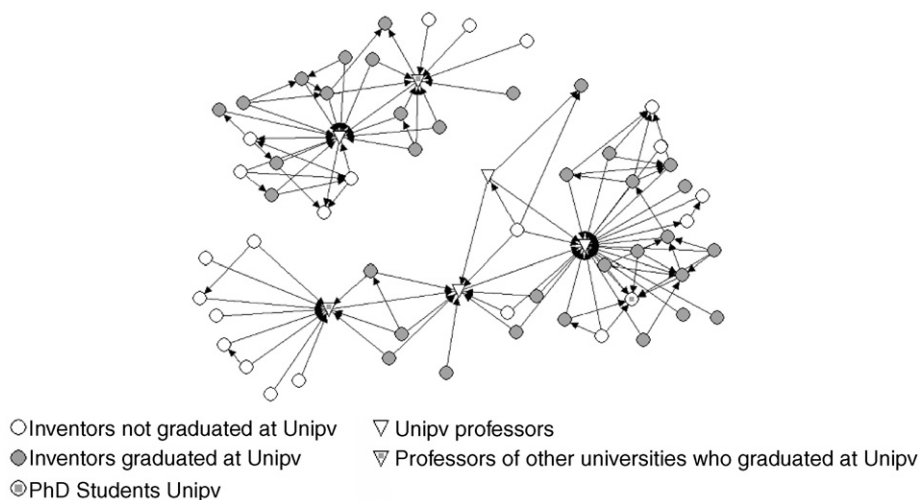 Inventors not graduated at Unipv
Unipv professors
Inventors graduated at Unipv
Professors of other universities who graduated at Unipv
PhD Students Unipv